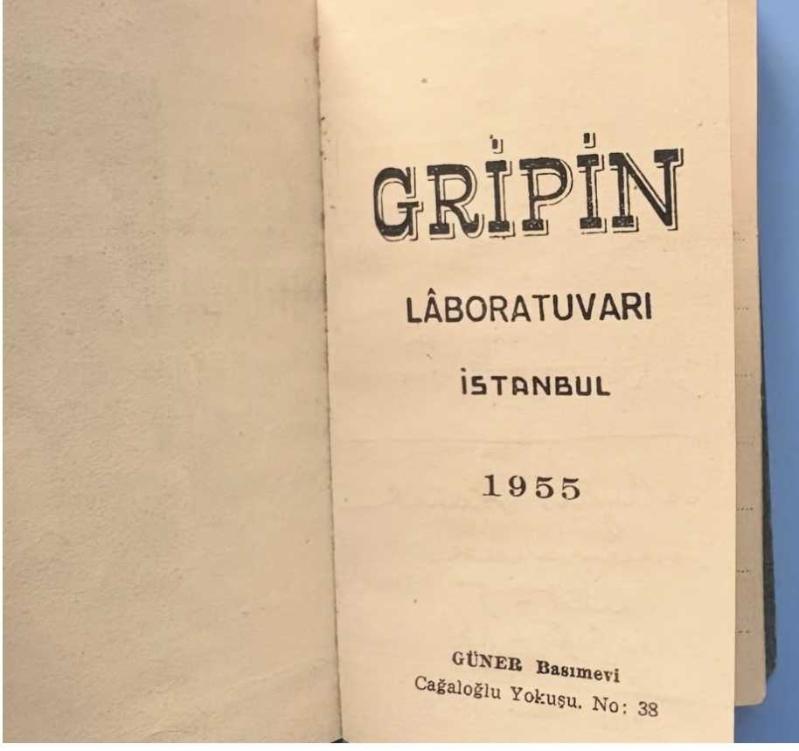 GRİPİN
LÂBORATUVARI
İSTANBUL
1955
GÜNER Basımevi
Cağaloğlu Yokuşu. No: 38